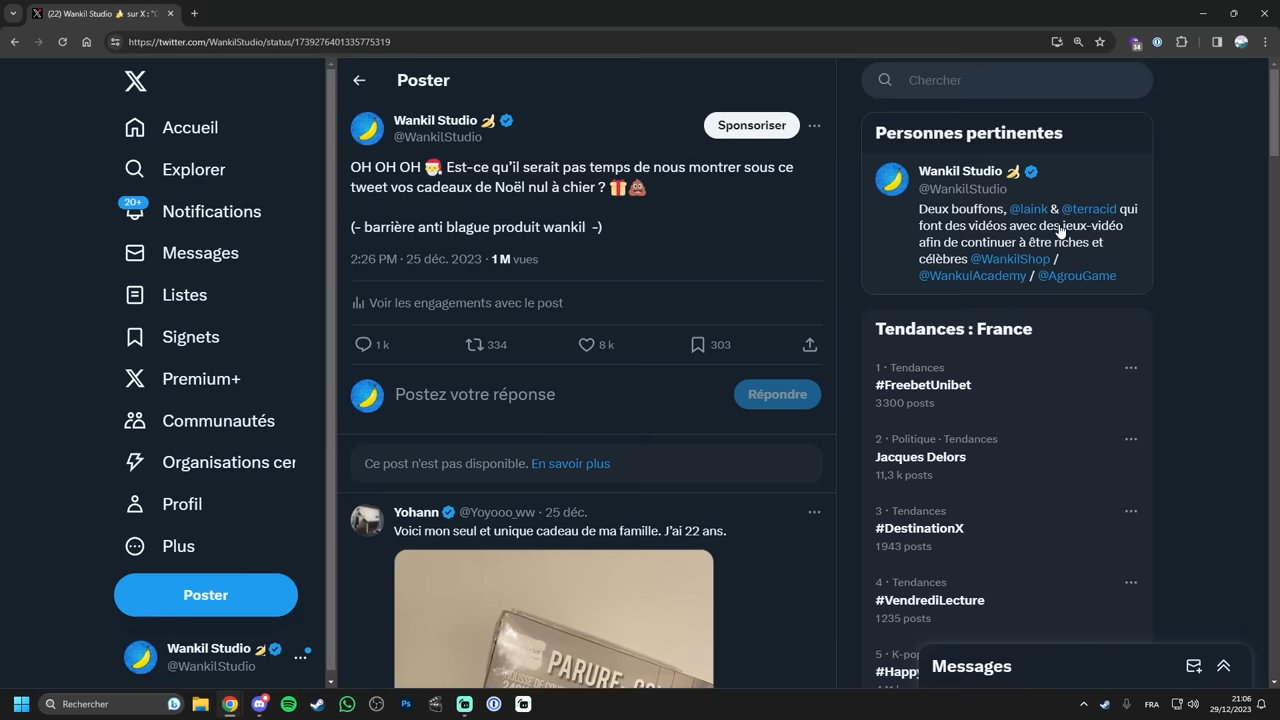 (22) Wankil Studio 🍌 sur X : "O
https://twitter.com/WankilStudio/status/1739276401335775319
14
Accueil
Explorer
20+
Notifications
Messages
Listes
Signets
Premium+
Communautés
Organisations cer
Profil
Plus
Poster
Wankil Studio 🍌
@WankilStudio
Poster
Wankil Studio 🍌
@WankilStudio
Sponsoriser
OH OH OH 🎅 Est-ce qu'il serait pas temps de nous montrer sous ce
tweet vos cadeaux de Noël nul à chier ? 🎁💩
(- barrière anti blague produit wankil -)
2:26 PM · 25 déc. 2023 · 1 M vues
Voir les engagements avec le post
1 k
334
8 k
303
Postez votre réponse
Répondre
Ce post n'est pas disponible. En savoir plus
Yohann @Yoyooo_ww · 25 déc.
Voici mon seul et unique cadeau de ma famille. J'ai 22 ans.
Chercher
Personnes pertinentes
Wankil Studio 🍌
@WankilStudio
Deux bouffons, @laink & @terracid qui
font des vidéos avec des jeux-vidéo
afin de continuer à être riches et
célèbres @WankilShop /
@WankulAcademy / @AgrouGame
Tendances : France
1 · Tendances
#FreebetUnibet
3300 posts
2 · Politique · Tendances
Jacques Delors
11,3 k posts
3 · Tendances
#DestinationX
1943 posts
4 · Tendances
#VendrediLecture
1235 posts
5 · K-pop
#Happy
Messages
PARURE
Rechercher
Ps
FRA
21:06
29/12/2023